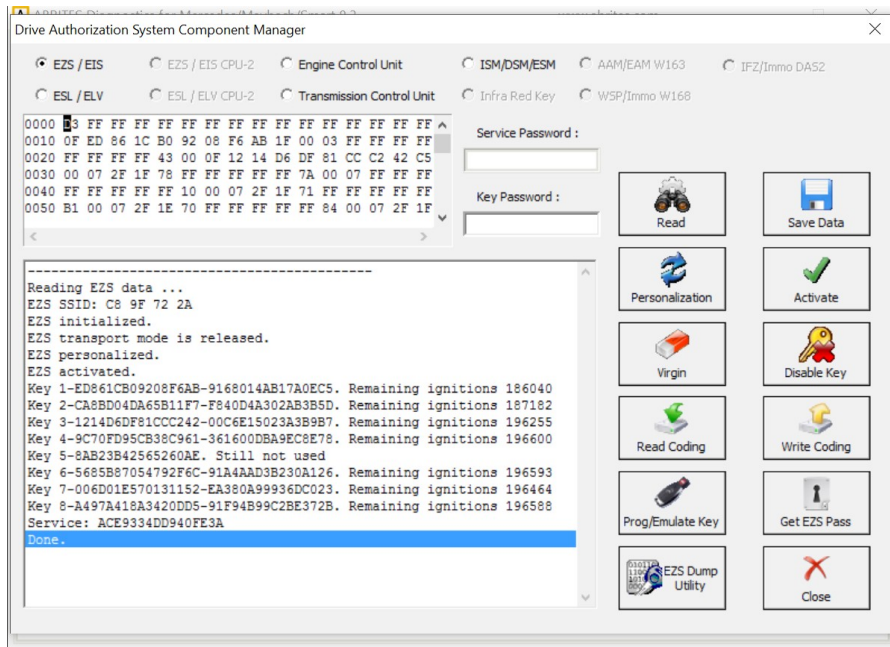 ABRITES Diagnostics for Mercedes/Maybach/Smart
Drive Authorization System Component Manager
EZS / EIS
EZS / EIS CPU-2
Engine Control Unit
ISM/DSM/ESM
AAM/EAM W163
IFZ/Immo DAS2
ESL / ELV
ESL / ELV CPU-2
Transmission Control Unit
Infra Red Key
WSP/Immo W168
0000 D3 FF FF FF FF FF FF FF FF FF FF FF FF FF FF FF
0010 0F ED 86 1C B0 92 08 F6 AB 1F 00 03 FF FF FF FF
0020 FF FF FF FF 43 00 0F 12 14 D6 DF 81 CC C2 42 C5
0030 00 07 2F 1F 78 FF FF FF FF FF 7A 00 07 FF FF FF
0040 FF FF FF FF FF 10 00 07 2F 1F 71 FF FF FF FF FF
0050 B1 00 07 2F 1E 70 FF FF FF FF FF 84 00 07 2F 1F
Service Password :
Key Password :
Read
Save Data
Personalization
Activate
Virgin
Disable Key
Read Coding
Write Coding
Prog/Emulate Key
Get EZS Pass
EZS Dump
Utility
Close
--------------------------------------------
Reading EZS data ...
EZS SSID: C8 9F 72 2A
EZS initialized.
EZS transport mode is released.
EZS personalized.
EZS activated.
Key 1-ED861CB09208F6AB-9168014AB17A0EC5. Remaining ignitions 186040
Key 2-CA8BD04DA65B11F7-F840D4A302AB3B5D. Remaining ignitions 187182
Key 3-1214D6DF81CCC242-00C6E15023A3B9B7. Remaining ignitions 196255
Key 4-9C70FD95CB38C961-361600DBA9EC8E78. Remaining ignitions 196600
Key 5-8AB23B42565260AE. Still not used
Key 6-5685B87054792F6C-91A4AAD3B230A126. Remaining ignitions 196593
Key 7-006D01E570131152-EA380A99936DC023. Remaining ignitions 196464
Key 8-A497A418A3420DD5-91F94B99C2BE372B. Remaining ignitions 196588
Service: ACE9334DD940FE3A
Done.